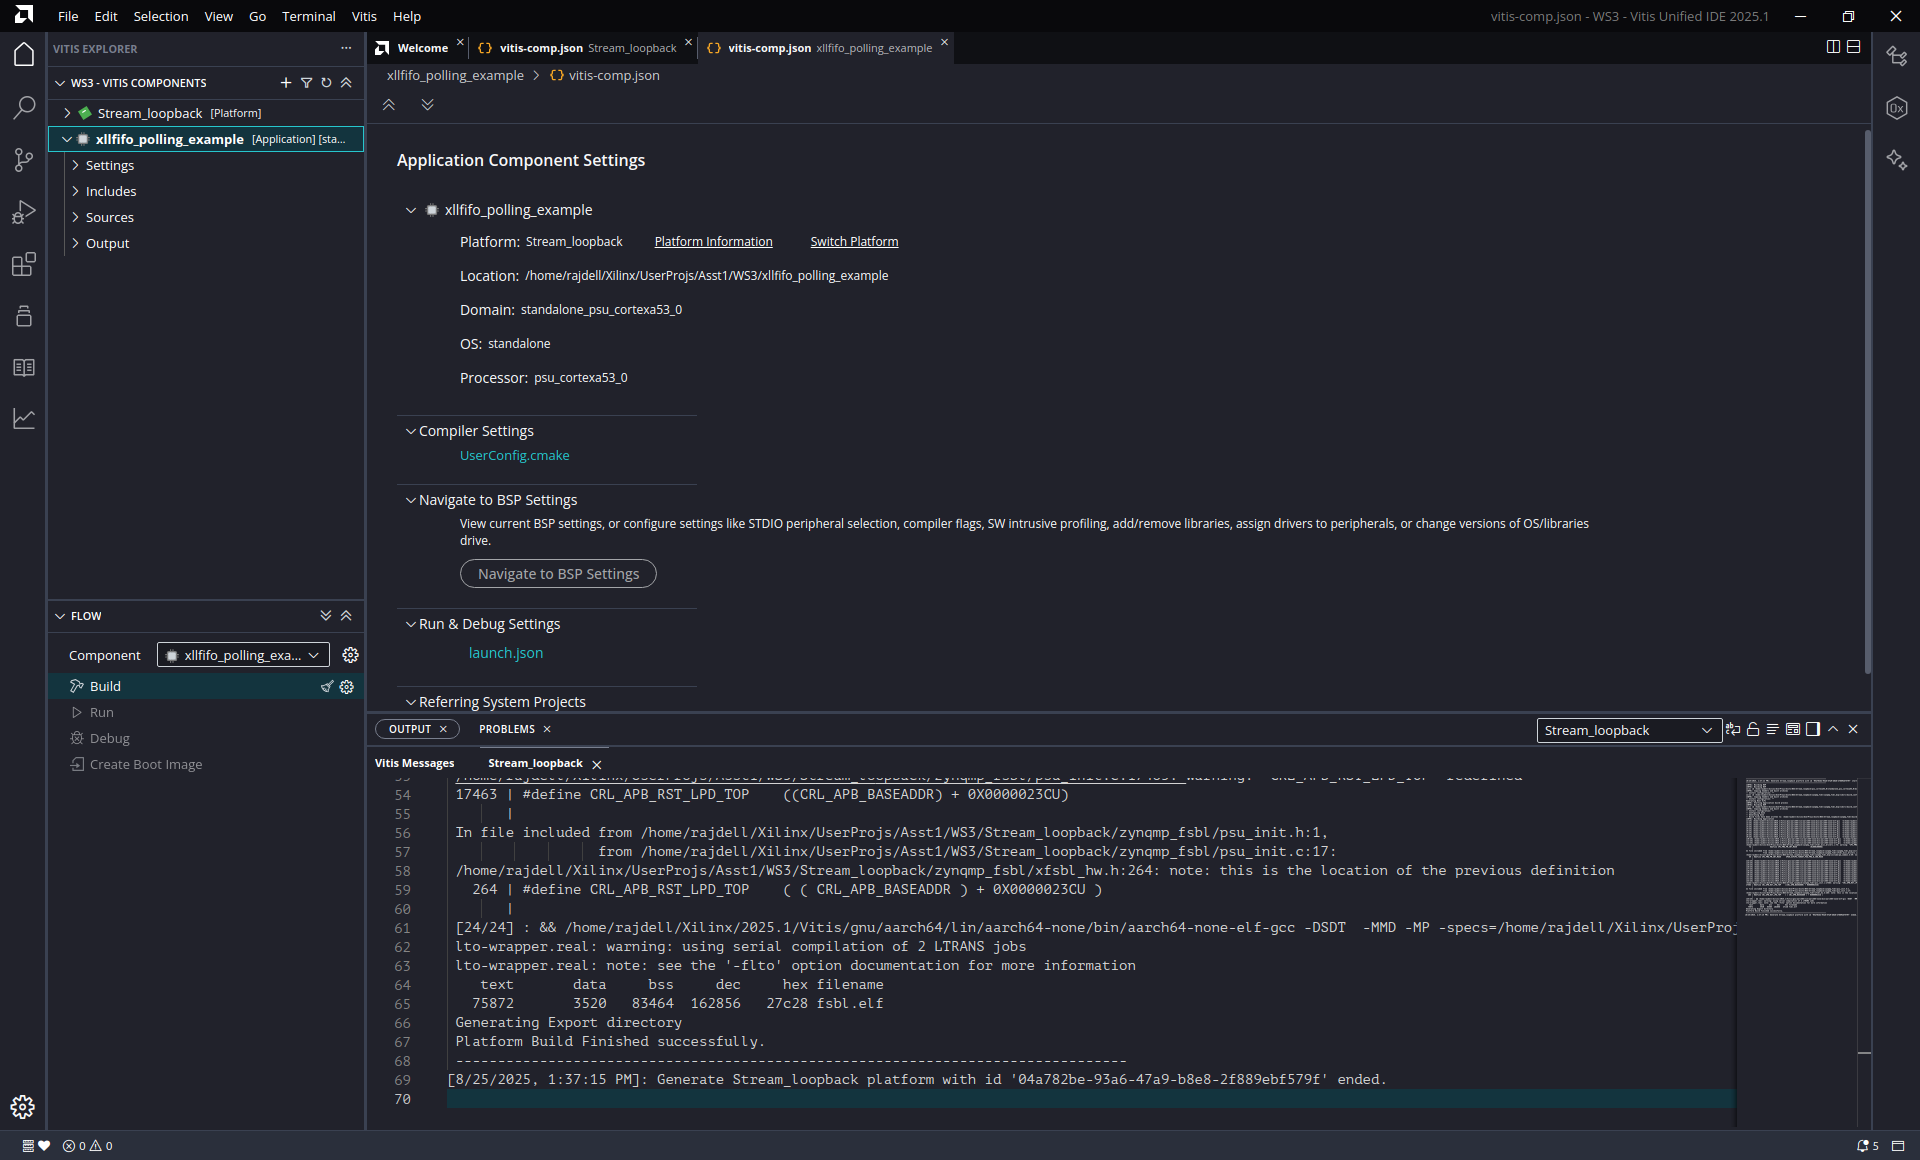 File Edit Selection View Go Terminal Vitis Help
vitis-comp.json - WS3 - Vitis Unified IDE 2025.1
VITIS EXPLORER
WS3 - VITIS COMPONENTS
Stream_loopback [Platform]
xllfifo_polling_example [Application] [sta...
Settings
Includes
Sources
Output
FLOW
Component xllfifo_polling_exa...
Build
Run
Debug
Create Boot Image
Welcome
vitis-comp.json Stream_loopback
vitis-comp.json xllfifo_polling_example
xllfifo_polling_example > {} vitis-comp.json
Application Component Settings
xllfifo_polling_example
Platform: Stream_loopback Platform Information Switch Platform
Location: /home/rajdell/Xilinx/UserProjs/Asst1/WS3/xllfifo_polling_example
Domain: standalone_psu_cortexa53_0
OS: standalone
Processor: psu_cortexa53_0
Compiler Settings
UserConfig.cmake
Navigate to BSP Settings
View current BSP settings, or configure settings like STDIO peripheral selection, compiler flags, SW intrusive profiling, add/remove libraries, assign drivers to peripherals, or change versions of OS/libraries
drive.
Navigate to BSP Settings
Run & Debug Settings
launch.json
Referring System Projects
OUTPUT PROBLEMS
Stream_loopback
Vitis Messages Stream_loopback
53 /home/rajdell/Xilinx/UserProjs/Asst1/WS3/Stream_loopback/zynqmp_fsbl/psu_init.c:17463: warning: "CRL_APB_RST_LPD_TOP" redefined
54 17463 | #define CRL_APB_RST_LPD_TOP ((CRL_APB_BASEADDR) + 0X0000023CU)
55 |
56 In file included from /home/rajdell/Xilinx/UserProjs/Asst1/WS3/Stream_loopback/zynqmp_fsbl/psu_init.h:1,
57 from /home/rajdell/Xilinx/UserProjs/Asst1/WS3/Stream_loopback/zynqmp_fsbl/psu_init.c:17:
58 /home/rajdell/Xilinx/UserProjs/Asst1/WS3/Stream_loopback/zynqmp_fsbl/xfsbl_hw.h:264: note: this is the location of the previous definition
59 264 | #define CRL_APB_RST_LPD_TOP ( ( CRL_APB_BASEADDR ) + 0X0000023CU )
60 |
61 [24/24] : && /home/rajdell/Xilinx/2025.1/Vitis/gnu/aarch64/lin/aarch64-none/bin/aarch64-none-elf-gcc -DSDT -MMD -MP -specs=/home/rajdell/Xilinx/UserProj
62 lto-wrapper.real: warning: using serial compilation of 2 LTRANS jobs
63 lto-wrapper.real: note: see the '-flto' option documentation for more information
64 text data bss dec hex filename
65 75872 3520 83464 162856 27c28 fsbl.elf
66 Generating Export directory
67 Platform Build Finished successfully.
68 --------------------------------------------------------------------------------
69 [8/25/2025, 1:37:15 PM]: Generate Stream_loopback platform with id '04a782be-93a6-47a9-b8e8-2f889ebf579f' ended.
70
0 0
5